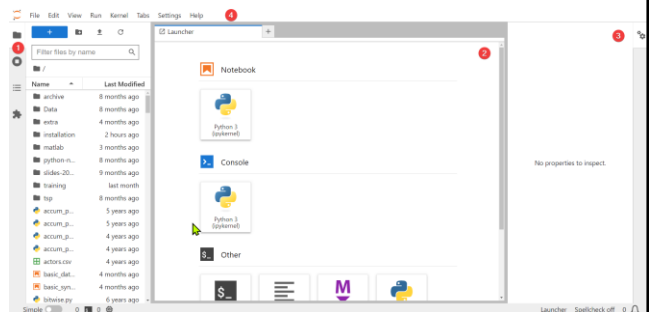 File Edit View Run Kernel Tabs Settings Help 4
Launcher
1
2
3
Filter files by name
/
Name Last Modified
archive 8 months ago
Data 8 months ago
extra 4 months ago
installation 2 hours ago
matlab 3 months ago
python-n... 8 months ago
slides-20... 9 months ago
training last month
tsp 8 months ago
accum_p... 5 years ago
accum_p... 5 years ago
accum_p... 4 years ago
accum_p... 4 years ago
actors.csv 4 years ago
basic_dat... 4 months ago
basic_syn... 4 months ago
bitwise.py 6 years ago
Notebook
Python 3
(ipykernel)
Console
Python 3
(ipykernel)
$_ Other
$_ M
No properties to inspect.
Simple 0 0 Launcher Spellcheck off 0